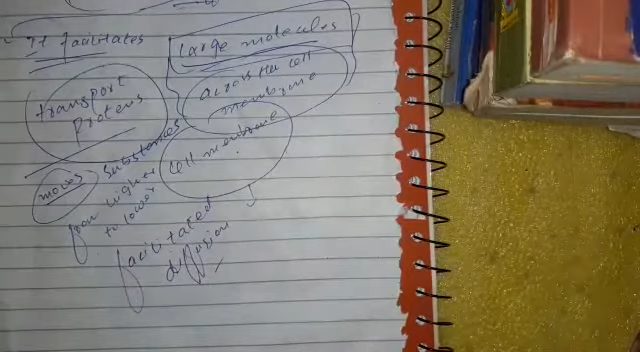 It facilitates
Large molecules
across the cell
membrane
transport
proteins
cell membrane
moves substances
from higher
to lower
facilitated
diffusion